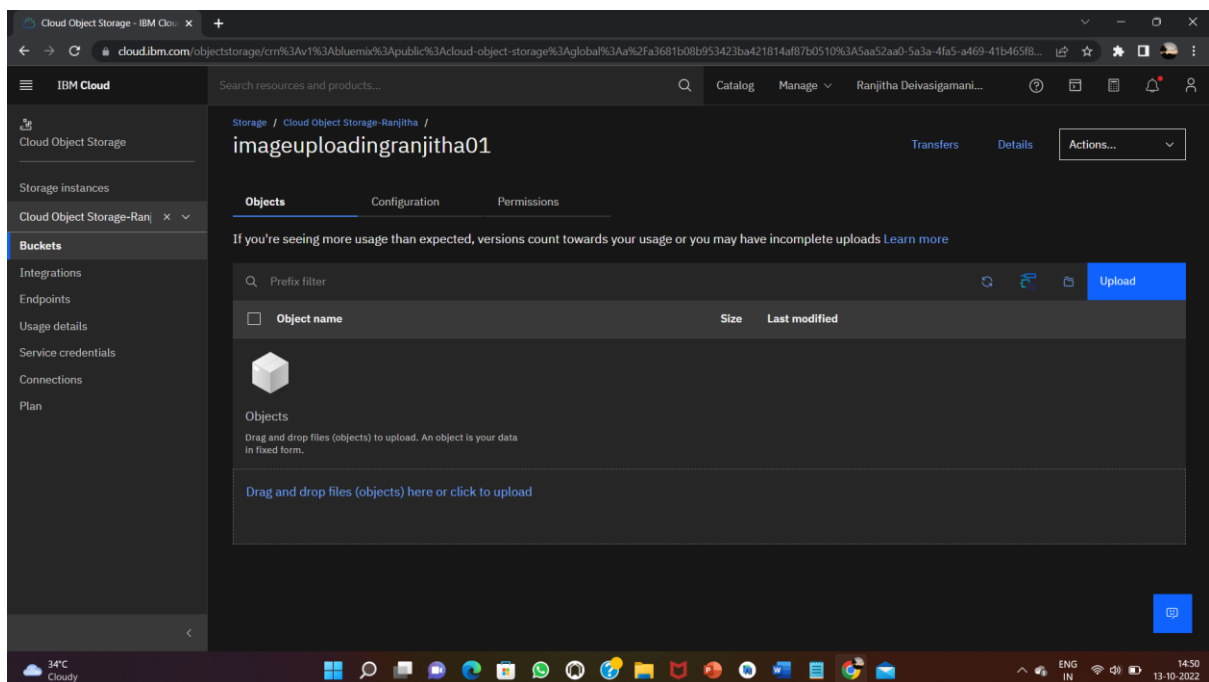 Cloud Object Storage - IBM Clou
cloud.ibm.com/objectstorage/crn%3Av1%3Abluemix%3Apublic%3Acloud-object-storage%3Aglobal%3Aa%2Fa3681b08b953423ba421814af87b0510%3A5aa52aa0-5a3a-4fa5-a469-41b465f8...
IBM Cloud
Search resources and products...
Catalog
Manage
Ranjitha Deivasigamani...
Cloud Object Storage
Storage instances
Cloud Object Storage-Ranj
Buckets
Integrations
Endpoints
Usage details
Service credentials
Connections
Plan
Storage / Cloud Object Storage-Ranjitha /
imageuploadingranjitha01
Transfers
Details
Actions...
Objects
Configuration
Permissions
If you're seeing more usage than expected, versions count towards your usage or you may have incomplete uploads Learn more
Prefix filter
Upload
Object name
Size
Last modified
Objects
Drag and drop files (objects) to upload. An object is your data
in fixed form.
Drag and drop files (objects) here or click to upload
34°C
Cloudy
ENG
IN
14:50
13-10-2022